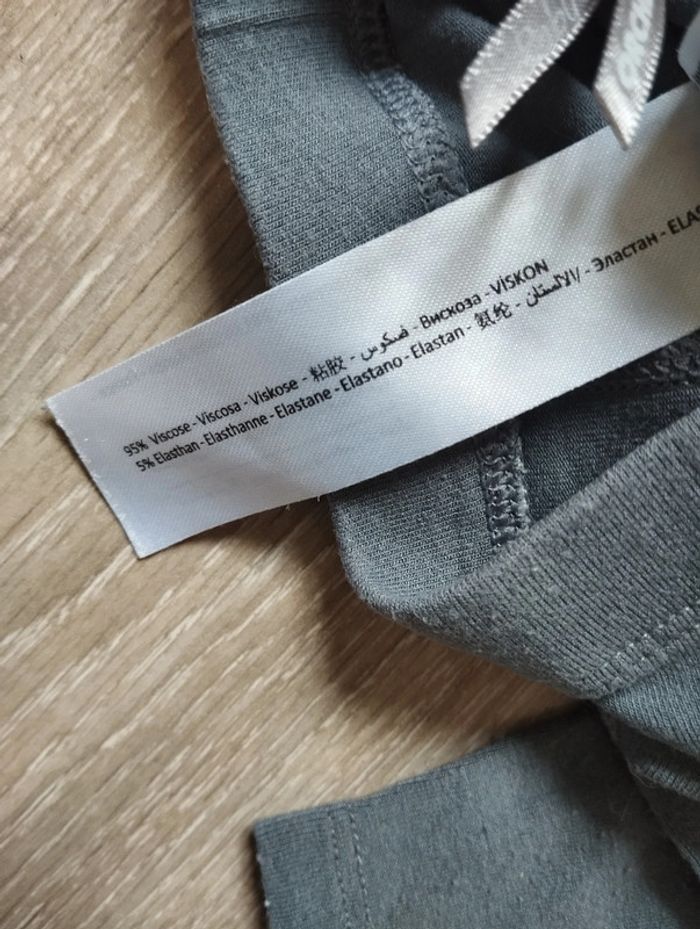 95% Viscose - Viscosa - Viskose - 粘胶 - فسكوس - Вискоза - VİSKON
5% Elasthan - Elasthanne - Elastane - Elastano - Elastan - 氨纶 - الالستان - Эластан - ELAS